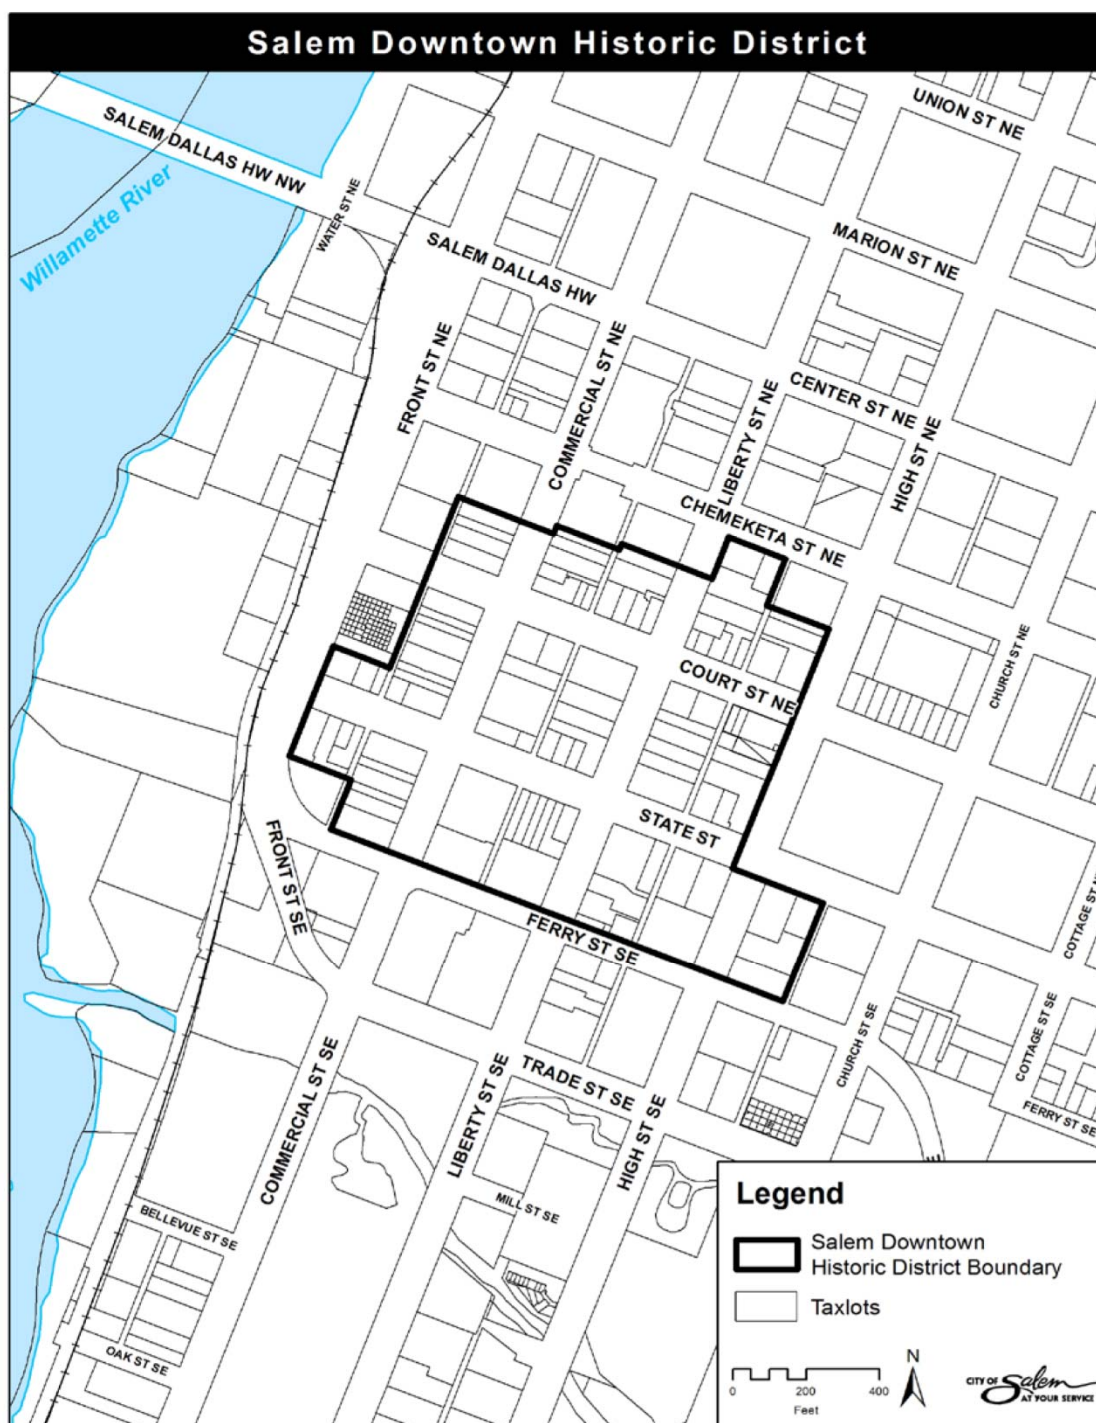 Salem Downtown Historic District
UNION ST NE
SALEM DALLAS HW NW
Willamette River
WATER ST NE
MARION ST NE
SALEM DALLAS HW
FRONT ST NE
COMMERCIAL ST NE
LIBERTY ST NE
CENTER ST NE
HIGH ST NE
CHEMEKETA ST NE
CHURCH ST NE
COURT ST NE
STATE ST
FRONT ST SE
FERRY ST SE
COTTAGE ST N
CHURCH ST SE
COTTAGE ST SE
FERRY ST SE
COMMERCIAL ST SE
LIBERTY ST SE
TRADE ST SE
HIGH ST SE
MILL ST SE
BELLEVUE ST SE
OAK ST SE
Legend
Salem Downtown
Historic District Boundary
Taxlots
N
0 200 400
Feet
CITY OF Salem
AT YOUR SERVICE